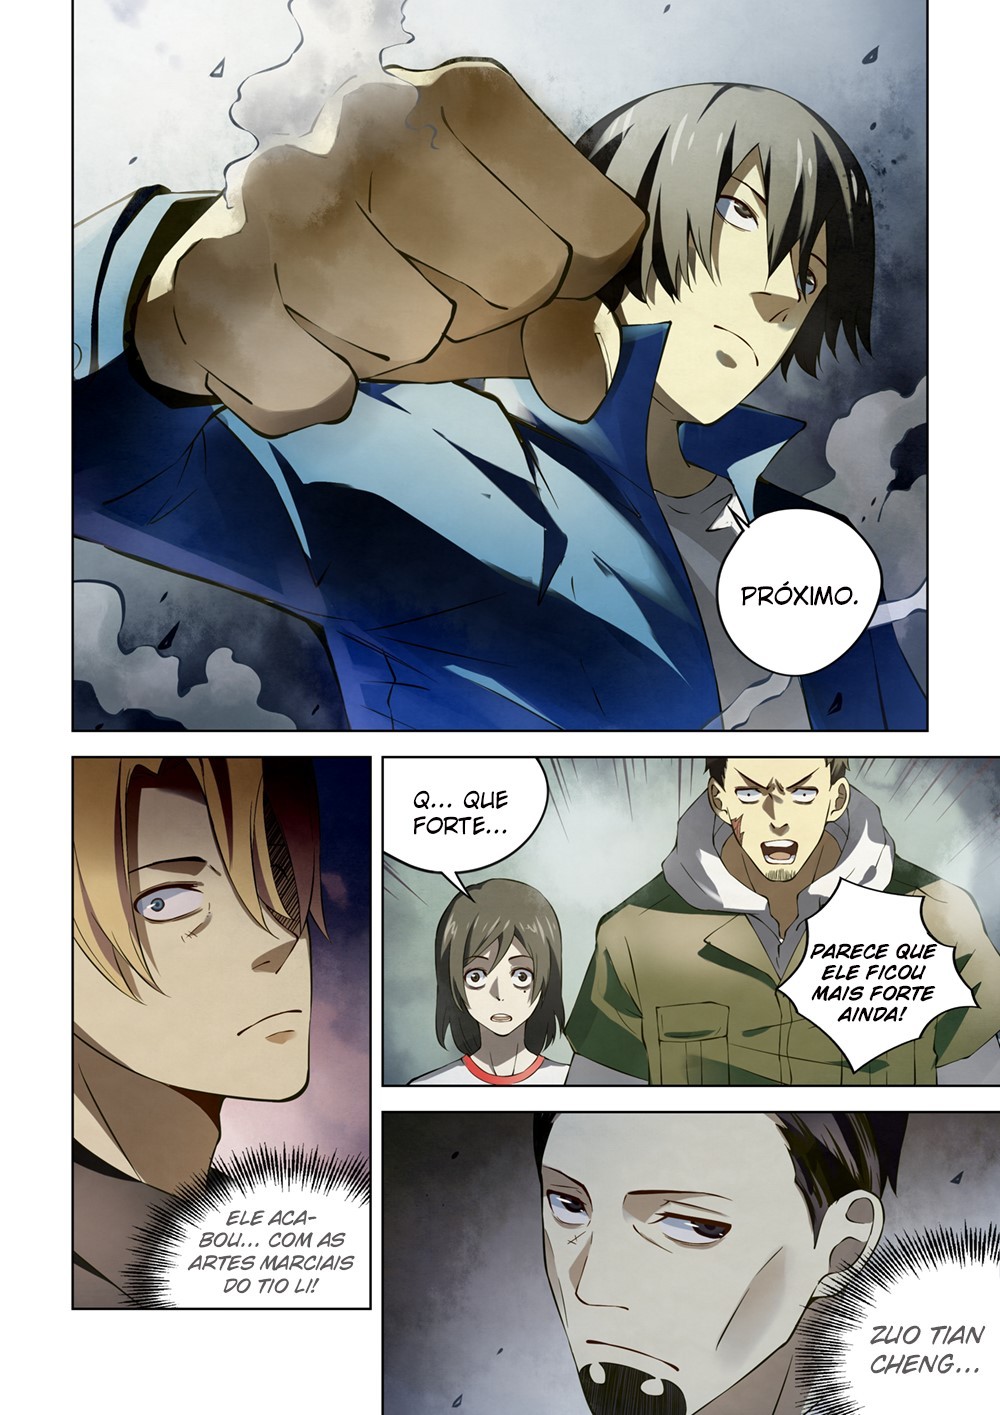 PRÓXIMO.
Q... QUE
FORTE...
PARECE QUE
ELE FICOU
MAIS FORTE
AINDA!
ELE ACA-
BOU... COM AS
ARTES MARCIAIS
DO TIO LI!
ZUO TIAN
CHENG...